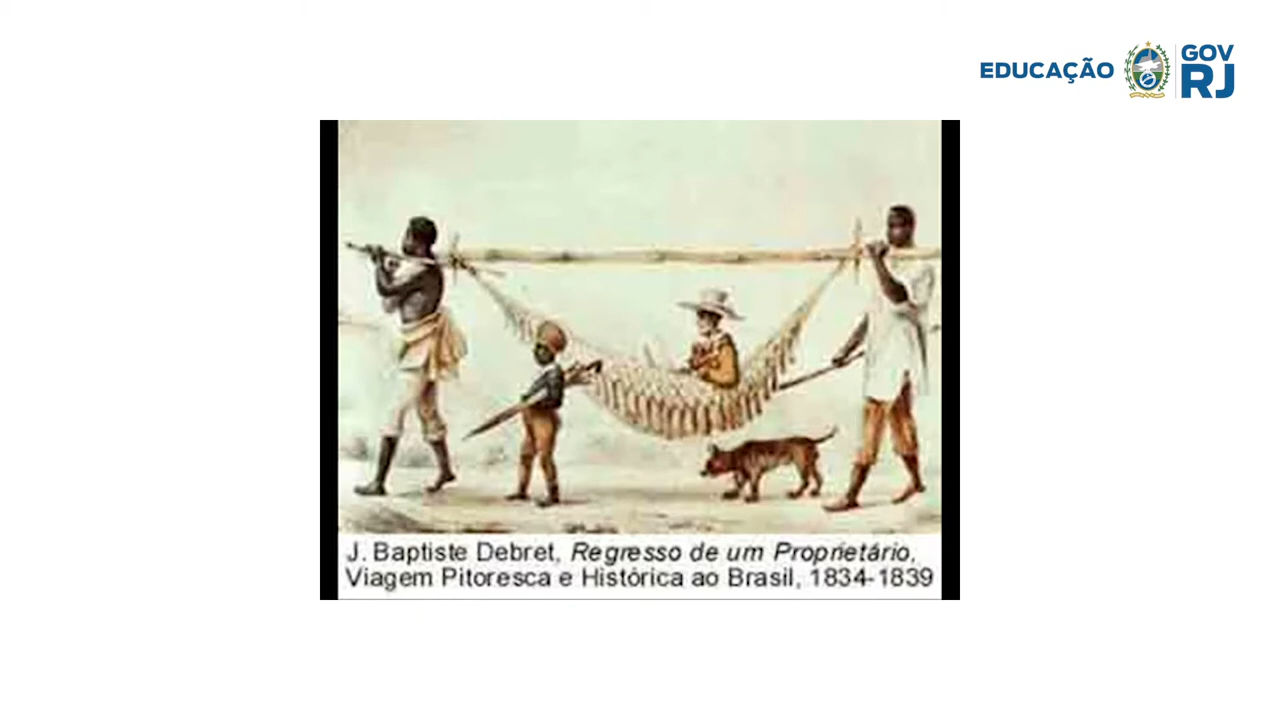 EDUCAÇÃO
GOV
RJ
J. Baptiste Debret, Regresso de um Proprietário,
Viagem Pitoresca e Histórica ao Brasil, 1834-1839